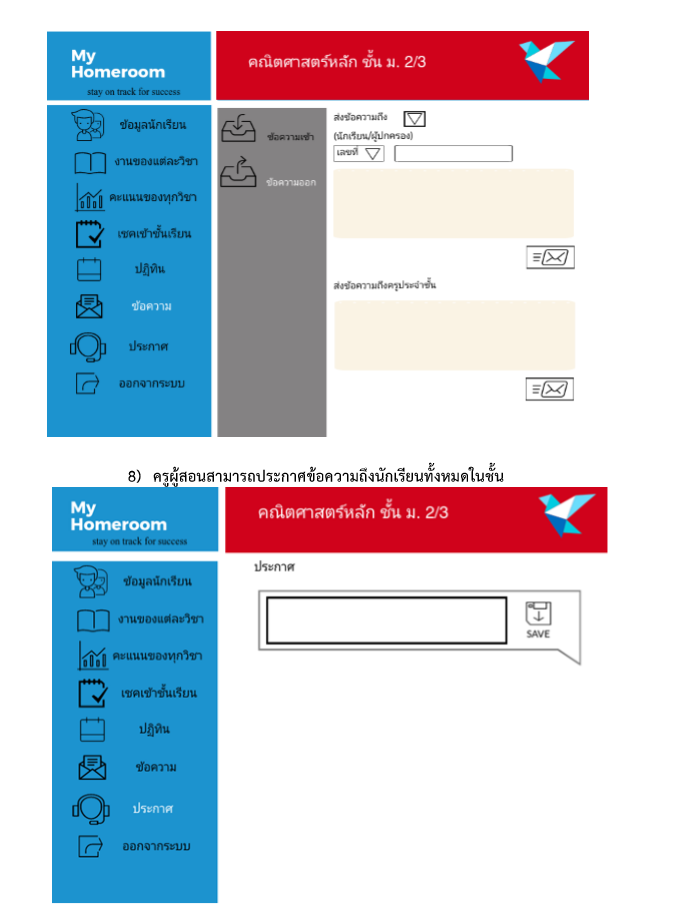 My
Homeroom
stay on track for success
คณิตศาสตร์หลัก ชั้น ม. 2/3
ข้อมูลนักเรียน
งานของแต่ละวิชา
คะแนนของทุกวิชา
เชคเข้าชั้นเรียน
ปฏิทิน
ข้อความ
ประกาศ
ออกจากระบบ
ข้อความเข้า
ข้อความออก
ส่งข้อความถึง
(นักเรียน/ผู้ปกครอง)
เลขที่
ส่งข้อความถึงครูประจำชั้น
8) ครูผู้สอนสามารถประกาศข้อความถึงนักเรียนทั้งหมดในชั้น
My
Homeroom
stay on track for success
คณิตศาสตร์หลัก ชั้น ม. 2/3
ข้อมูลนักเรียน
งานของแต่ละวิชา
คะแนนของทุกวิชา
เชคเข้าชั้นเรียน
ปฏิทิน
ข้อความ
ประกาศ
ออกจากระบบ
ประกาศ
SAVE